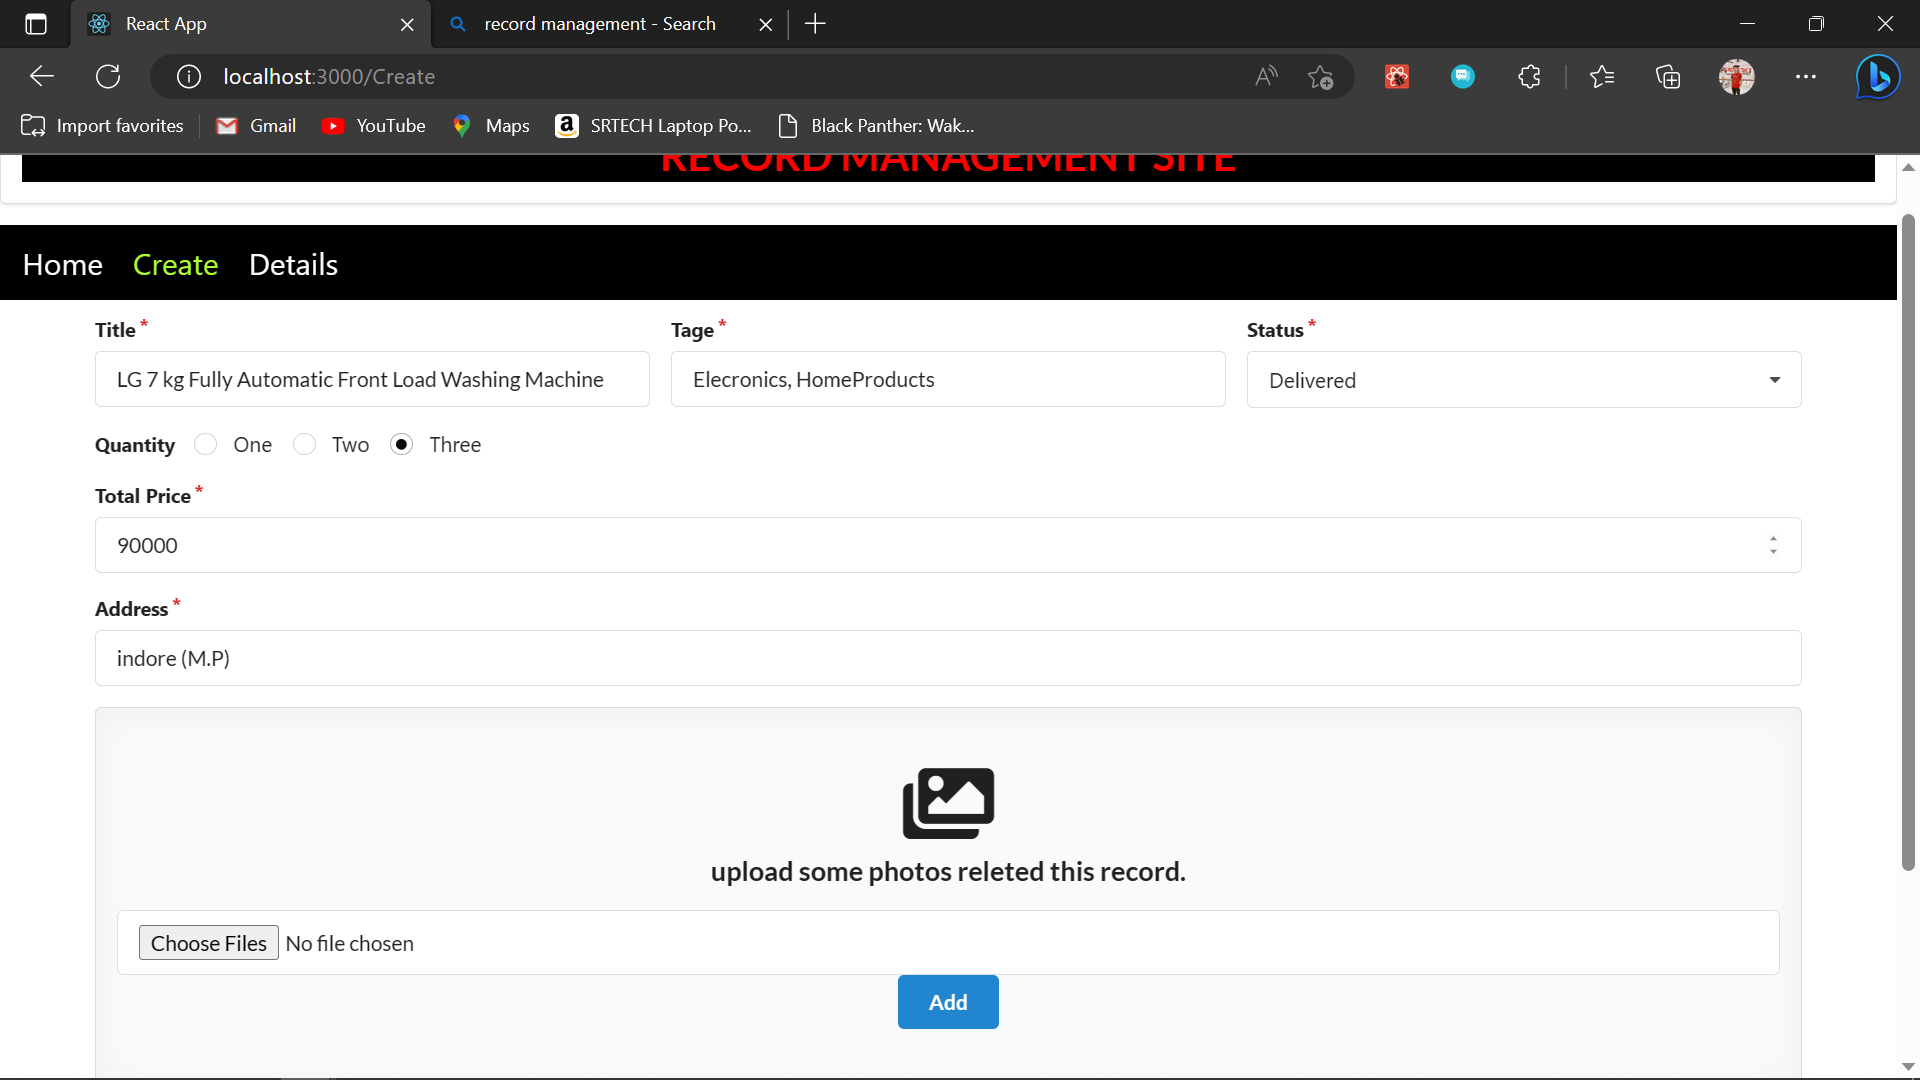 React App
record management - Search
localhost:3000/Create
Import favorites
Gmail
YouTube
Maps
SRTECH Laptop Po...
Black Panther: Wak...
RECORD MANAGEMENT SITE
Home Create Details
Title * Tage * Status *
LG 7 kg Fully Automatic Front Load Washing Machine Elecronics, HomeProducts Delivered
Quantity One Two Three
Total Price *
90000
Address *
indore (M.P)
upload some photos releted this record.
Choose Files No file chosen
Add